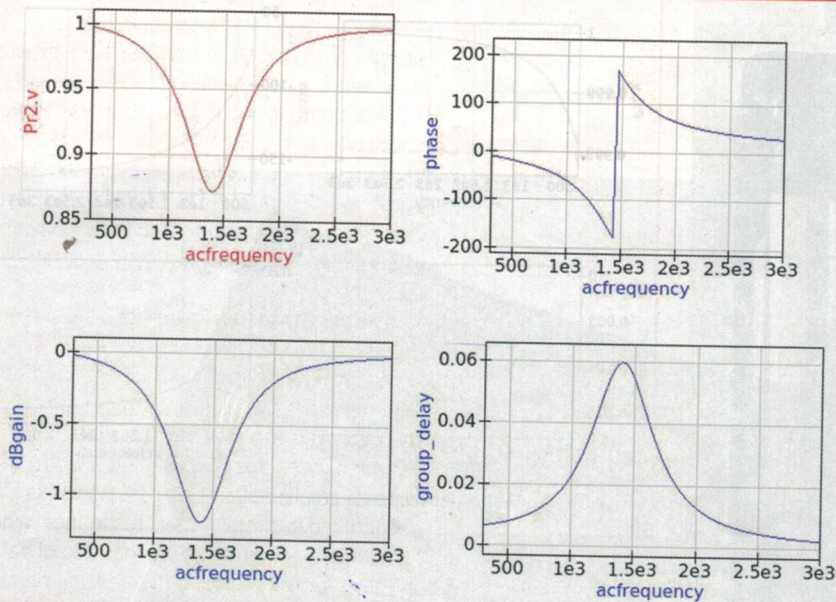 1
0.95
0.9
0.85
Pr2.v
500 1e3 1.5e3 2e3 2.5e3 3e3
acfrequency
200
100
0
-100
-200
phase
500 1e3 1.5e3 2e3 2.5e3 3e3
acfrequency
0
-0.5
-1
dBgain
500 1e3 1.5e3 2e3 2.5e3 3e3
acfrequency
0.06
0.04
0.02
0
group_delay
500 1e3 1.5e3 2e3 2.5e3 3e3
acfrequency